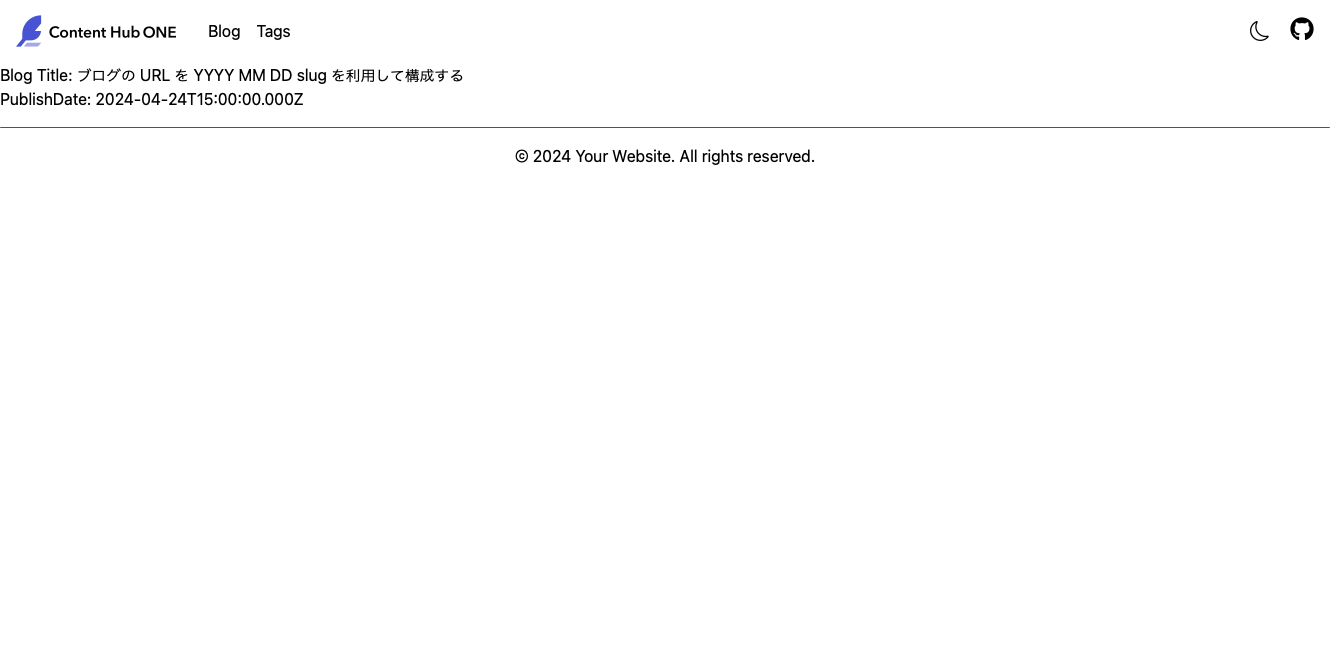 Content Hub ONE Blog Tags
Blog Title: ブログの URL を YYYY MM DD slug を利用して構成する
PublishDate: 2024-04-24T15:00:00.000Z
© 2024 Your Website. All rights reserved.